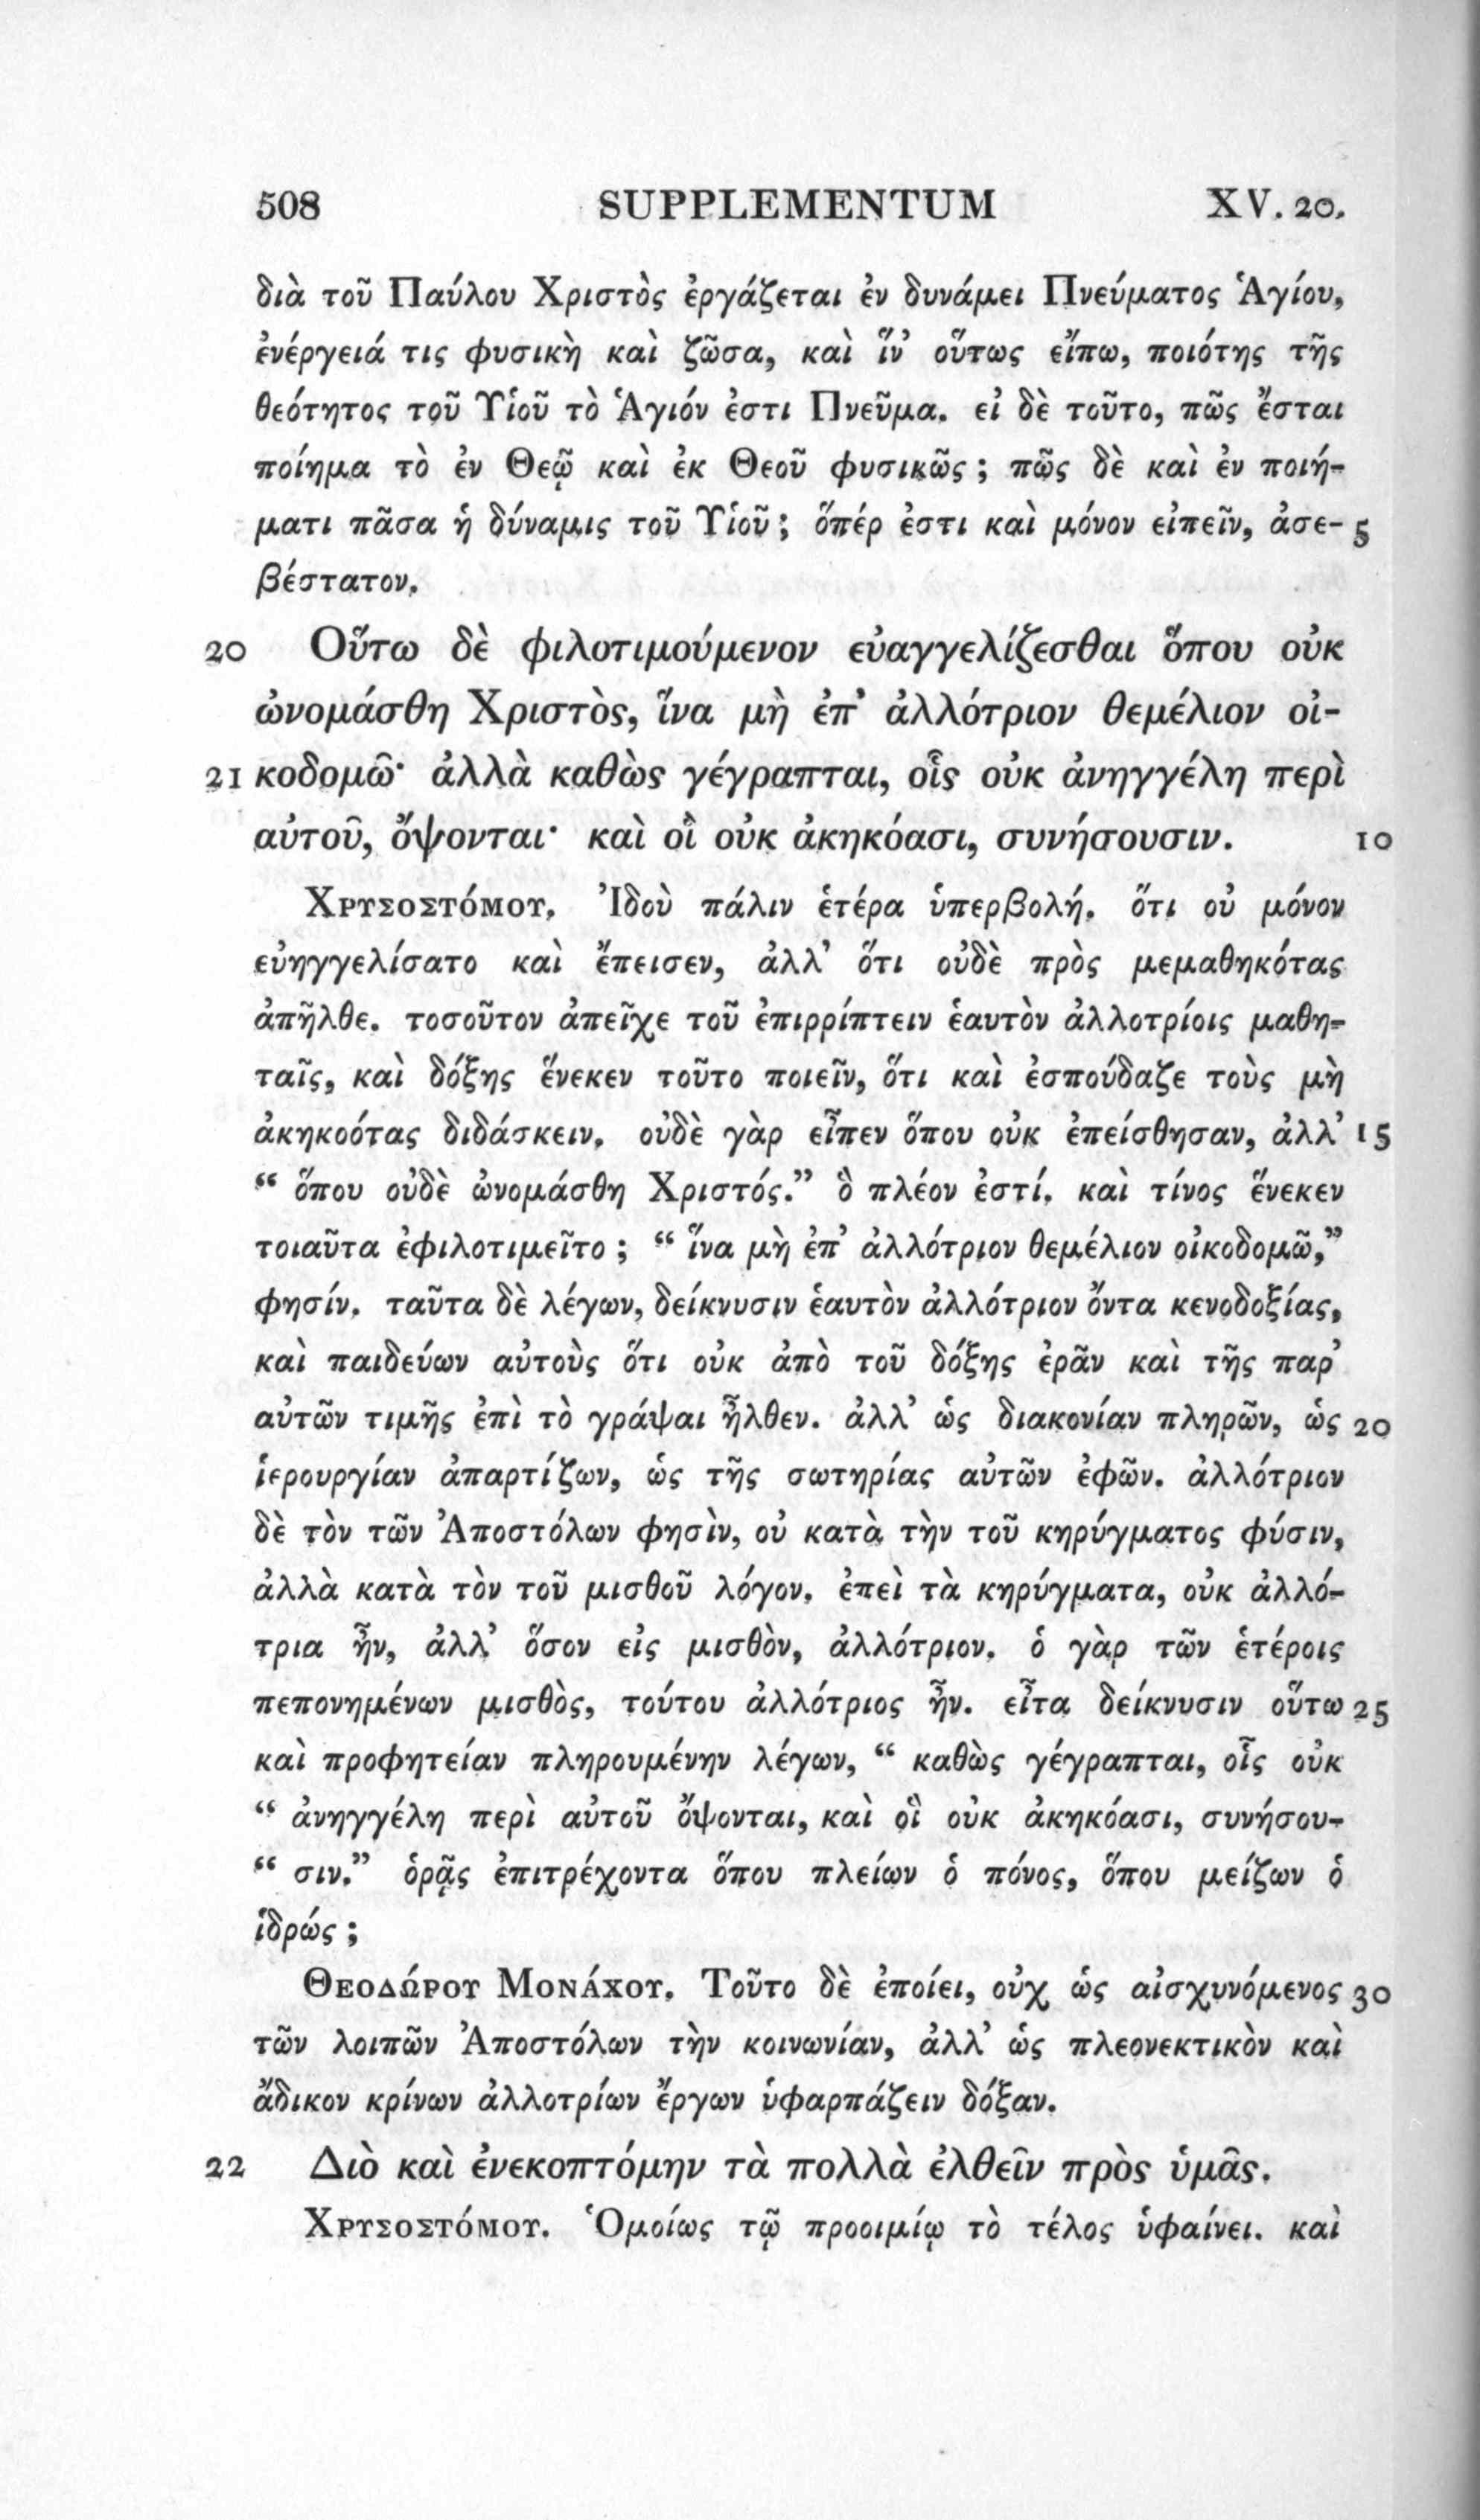 508 SUPPLEMENTUM XV. 20.
διὰ τοῦ Παύλου Χριστὸς ἐργάζεται ἐν δυνάμει Πνεύματος Ἁγίου,
ἐνέργειά τις φυσικὴ καὶ ζῶσα, καὶ ἵν’ οὕτως εἴπω, ποιότης τῆς
θεότητος τοῦ Υἱοῦ τὸ Ἅγιόν ἐστι Πνεῦμα. εἰ δὲ τοῦτο, πῶς ἔσται
ποίημα τὸ ἐν Θεῷ καὶ ἐκ Θεοῦ φυσικῶς ; πῶς δὲ καὶ ἐν ποιή-
ματι πᾶσα ἡ δύναμις τοῦ Υἱοῦ ; ὅπέρ ἐστι καὶ μόνον εἰπεῖν, ἀσε- 5
βέστατον.
20 Οὕτω δὲ φιλοτιμούμενον εὐαγγελίζεσθαι ὅπου οὐκ
ὠνομάσθη Χριστὸς, ἵνα μὴ ἐπ’ ἀλλότριον θεμέλιον οἰ-
21 κοδομῶ· ἀλλὰ καθὼς γέγραπται, οἷς οὐκ ἀνηγγέλη περὶ
αὐτοῦ, ὄψονται· καὶ οἳ οὐκ ἀκηκόασι, συνήσουσιν. 10
Χρυσοστόμου. Ἰδοὺ πάλιν ἑτέρα ὑπερβολή. ὅτι οὐ μόνον
εὐηγγελίσατο καὶ ἔπεισεν, ἀλλ’ ὅτι οὐδὲ πρὸς μεμαθηκότας
ἀπῆλθε. τοσοῦτον ἀπεῖχε τοῦ ἐπιρρίπτειν ἑαυτὸν ἀλλοτρίοις μαθη-
ταῖς, καὶ δόξης ἕνεκεν τοῦτο ποιεῖν, ὅτι καὶ ἐσπούδαζε τοὺς μὴ
ἀκηκοότας διδάσκειν. οὐδὲ γὰρ εἶπεν ὅπου οὐκ ἐπείσθησαν, ἀλλ’ 15
“ ὅπου οὐδὲ ὠνομάσθη Χριστός.” ὃ πλέον ἐστί. καὶ τίνος ἕνεκεν
τοιαῦτα ἐφιλοτιμεῖτο ; “ ἵνα μὴ ἐπ’ ἀλλότριον θεμέλιον οἰκοδομῶ,”
φησίν. ταῦτα δὲ λέγων, δείκνυσιν ἑαυτὸν ἀλλότριον ὄντα κενοδοξίας,
καὶ παιδεύων αὐτοὺς ὅτι οὐκ ἀπὸ τοῦ δόξης ἐρᾶν καὶ τῆς παρ’
αὐτῶν τιμῆς ἐπὶ τὸ γράψαι ἦλθεν. ἀλλ’ ὡς διακονίαν πληρῶν, ὡς 20
ἱερουργίαν ἀπαρτίζων, ὡς τῆς σωτηρίας αὐτῶν ἐφῶν. ἀλλότριον
δὲ τὸν τῶν Ἀποστόλων φησὶν, οὐ κατὰ τὴν τοῦ κηρύγματος φύσιν,
ἀλλὰ κατὰ τὸν τοῦ μισθοῦ λόγον. ἐπεὶ τὰ κηρύγματα, οὐκ ἀλλό-
τρια ἦν, ἀλλ’ ὅσον εἰς μισθὸν, ἀλλότριον. ὁ γὰρ τῶν ἑτέροις
πεπονημένων μισθὸς, τούτου ἀλλότριος ἦν. εἶτα δείκνυσιν οὕτω 25
καὶ προφητείαν πληρουμένην λέγων, “ καθὼς γέγραπται, οἷς οὐκ
“ ἀνηγγέλη περὶ αὐτοῦ ὄψονται, καὶ οἳ οὐκ ἀκηκόασι, συνήσου-
“ σιν.” ὁρᾷς ἐπιτρέχοντα ὅπου πλείων ὁ πόνος, ὅπου μείζων ὁ
ἱδρώς ;
Θεοδώρου Μονάχου. Τοῦτο δὲ ἐποίει, οὐχ ὡς αἰσχυνόμενος 30
τῶν λοιπῶν Ἀποστόλων τὴν κοινωνίαν, ἀλλ’ ὡς πλεονεκτικὸν καὶ
ἄδικον κρίνων ἀλλοτρίων ἔργων ὑφαρπάζειν δόξαν.
22 Διὸ καὶ ἐνεκοπτόμην τὰ πολλὰ ἐλθεῖν πρὸς ὑμᾶς.
Χρυσοστόμου. Ὁμοίως τῷ προοιμίῳ τὸ τέλος ὑφαίνει. καὶ